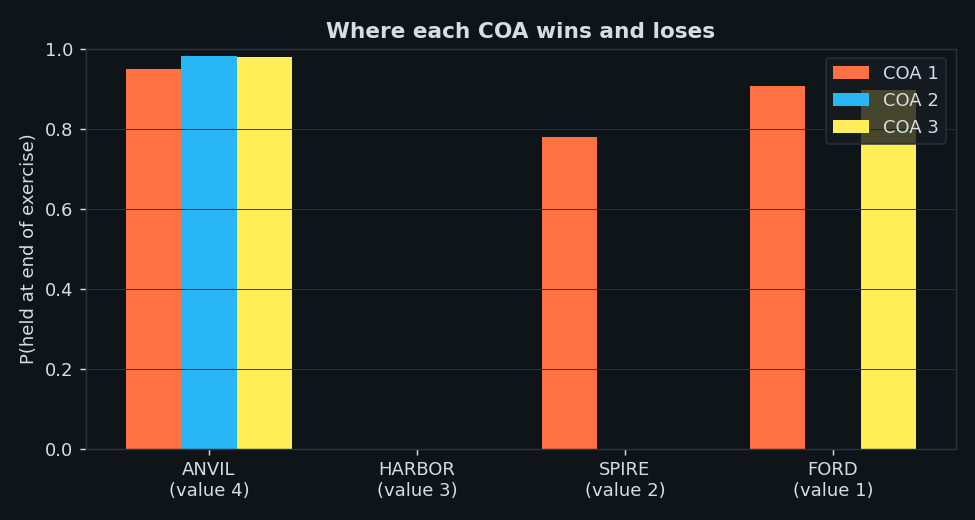 Where each COA wins and loses
P(held at end of exercise)
1.0
0.8
0.6
0.4
0.2
0.0
COA 1
COA 2
COA 3
ANVIL
(value 4)
HARBOR
(value 3)
SPIRE
(value 2)
FORD
(value 1)